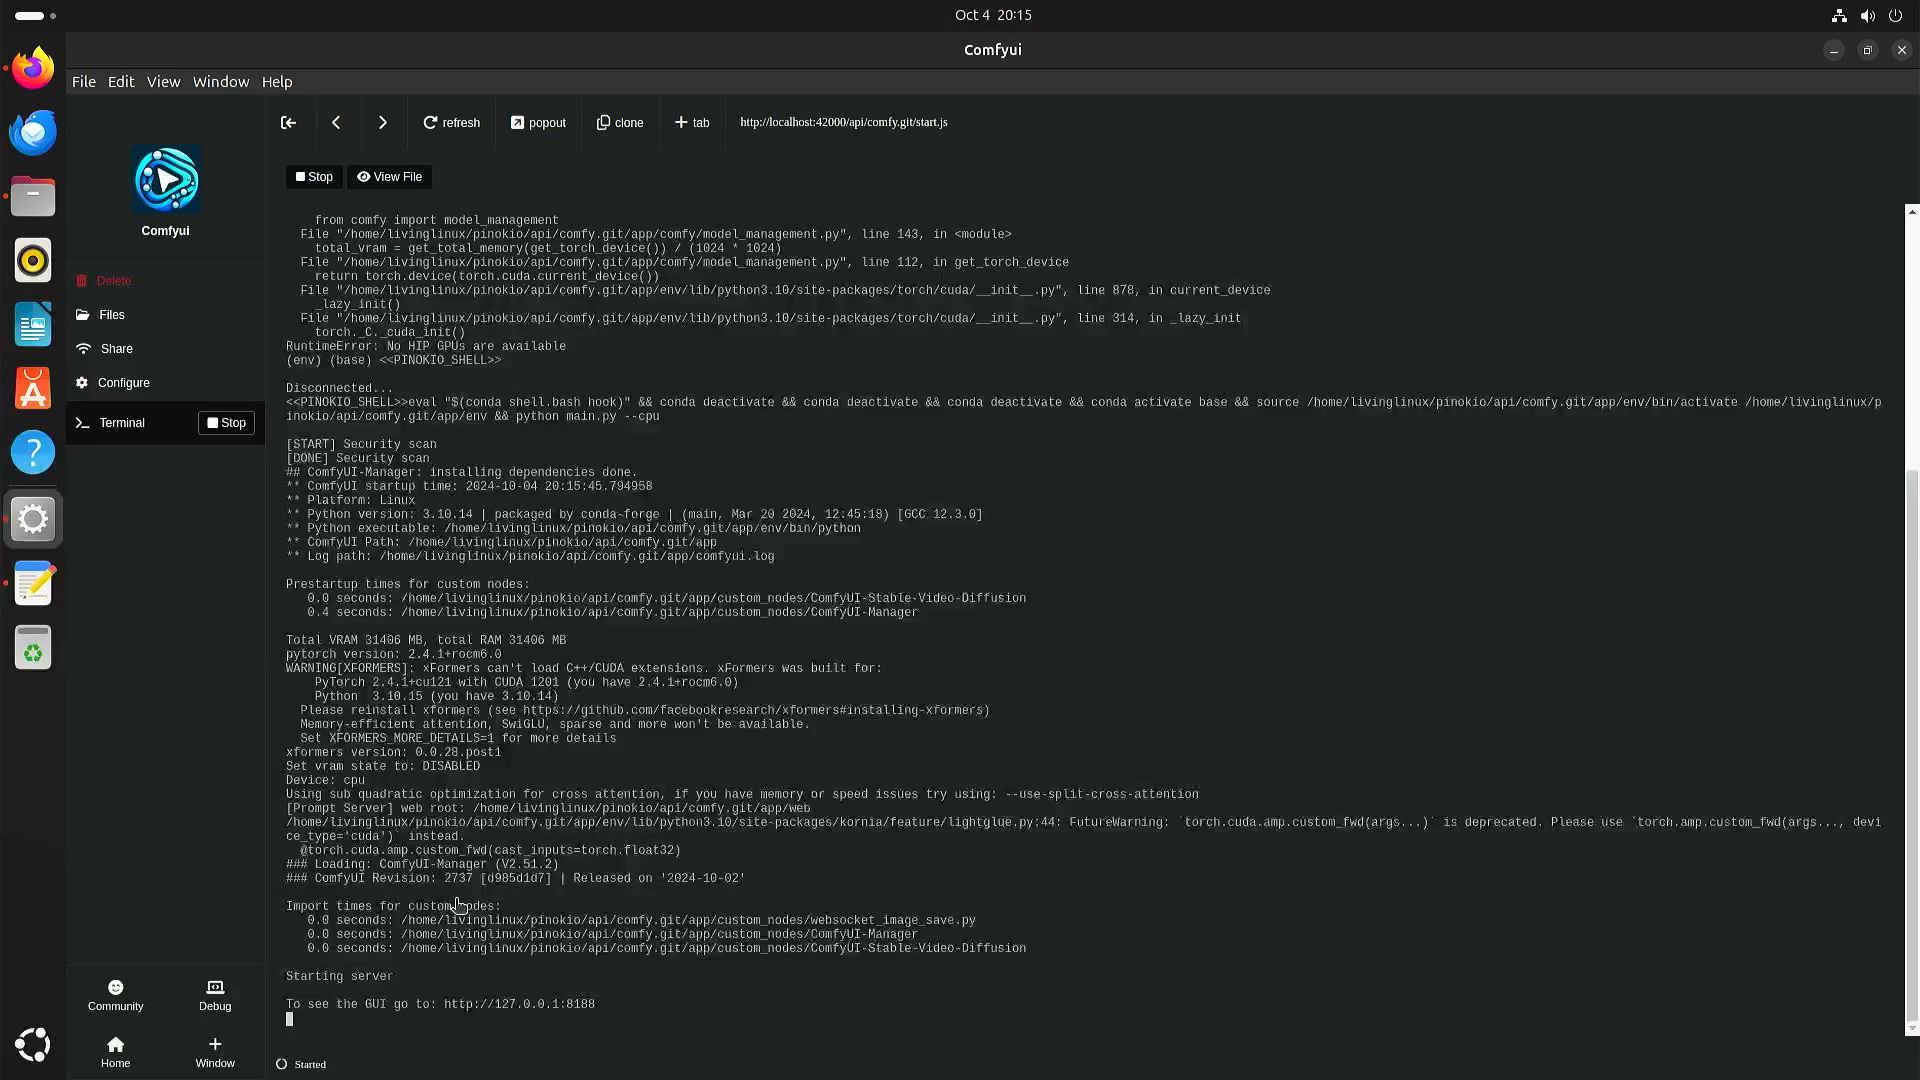 Oct 4 20:15
Comfyui
File Edit View Window Help
refresh popout clone tab http://localhost:42000/api/comfy.git/start.js
Stop View File
Comfyui
Delete
Files
Share
Configure
Terminal Stop
from comfy import model_management
File "/home/livinglinux/pinokio/api/comfy.git/app/comfy/model_management.py", line 143, in <module>
total_vram = get_total_memory(get_torch_device()) / (1024 * 1024)
File "/home/livinglinux/pinokio/api/comfy.git/app/comfy/model_management.py", line 112, in get_torch_device
return torch.device(torch.cuda.current_device())
File "/home/livinglinux/pinokio/api/comfy.git/app/env/lib/python3.10/site-packages/torch/cuda/__init__.py", line 878, in current_device
_lazy_init()
File "/home/livinglinux/pinokio/api/comfy.git/app/env/lib/python3.10/site-packages/torch/cuda/__init__.py", line 314, in _lazy_init
torch._C._cuda_init()
RuntimeError: No HIP GPUs are available
(env) (base) <<PINOKIO_SHELL>>
Disconnected...
<<PINOKIO_SHELL>>eval "$(conda shell.bash hook)" && conda deactivate && conda deactivate && conda deactivate && conda activate base && source /home/livinglinux/pinokio/api/comfy.git/app/env/bin/activate /home/livinglinux/p
inokio/api/comfy.git/app/env && python main.py --cpu
[START] Security scan
[DONE] Security scan
## ComfyUI-Manager: installing dependencies done.
** ComfyUI startup time: 2024-10-04 20:15:45.794958
** Platform: Linux
** Python version: 3.10.14 | packaged by conda-forge | (main, Mar 20 2024, 12:45:18) [GCC 12.3.0]
** Python executable: /home/livinglinux/pinokio/api/comfy.git/app/env/bin/python
** ComfyUI Path: /home/livinglinux/pinokio/api/comfy.git/app
** Log path: /home/livinglinux/pinokio/api/comfy.git/app/comfyui.log
Prestartup times for custom nodes:
0.0 seconds: /home/livinglinux/pinokio/api/comfy.git/app/custom_nodes/ComfyUI-Stable-Video-Diffusion
0.4 seconds: /home/livinglinux/pinokio/api/comfy.git/app/custom_nodes/ComfyUI-Manager
Total VRAM 31406 MB, total RAM 31406 MB
pytorch version: 2.4.1+rocm6.0
WARNING[XFORMERS]: xFormers can't load C++/CUDA extensions. xFormers was built for:
PyTorch 2.4.1+cu121 with CUDA 1201 (you have 2.4.1+rocm6.0)
Python  3.10.15 (you have 3.10.14)
Please reinstall xformers (see https://github.com/facebookresearch/xformers#installing-xformers)
Memory-efficient attention, SwiGLU, sparse and more won't be available.
Set XFORMERS_MORE_DETAILS=1 for more details
xformers version: 0.0.28.post1
Set vram state to: DISABLED
Device: cpu
Using sub quadratic optimization for cross attention, if you have memory or speed issues try using: --use-split-cross-attention
[Prompt Server] web root: /home/livinglinux/pinokio/api/comfy.git/app/web
/home/livinglinux/pinokio/api/comfy.git/app/env/lib/python3.10/site-packages/kornia/feature/lightglue.py:44: FutureWarning: `torch.cuda.amp.custom_fwd(args...)` is deprecated. Please use `torch.amp.custom_fwd(args..., devi
ce_type='cuda')` instead.
@torch.cuda.amp.custom_fwd(cast_inputs=torch.float32)
### Loading: ComfyUI-Manager (V2.51.2)
### ComfyUI Revision: 2737 [d985d1d7] | Released on '2024-10-02'
Import times for custom nodes:
0.0 seconds: /home/livinglinux/pinokio/api/comfy.git/app/custom_nodes/websocket_image_save.py
0.0 seconds: /home/livinglinux/pinokio/api/comfy.git/app/custom_nodes/ComfyUI-Manager
0.0 seconds: /home/livinglinux/pinokio/api/comfy.git/app/custom_nodes/ComfyUI-Stable-Video-Diffusion
Starting server
To see the GUI go to: http://127.0.0.1:8188
Community Debug
Home Window
Started